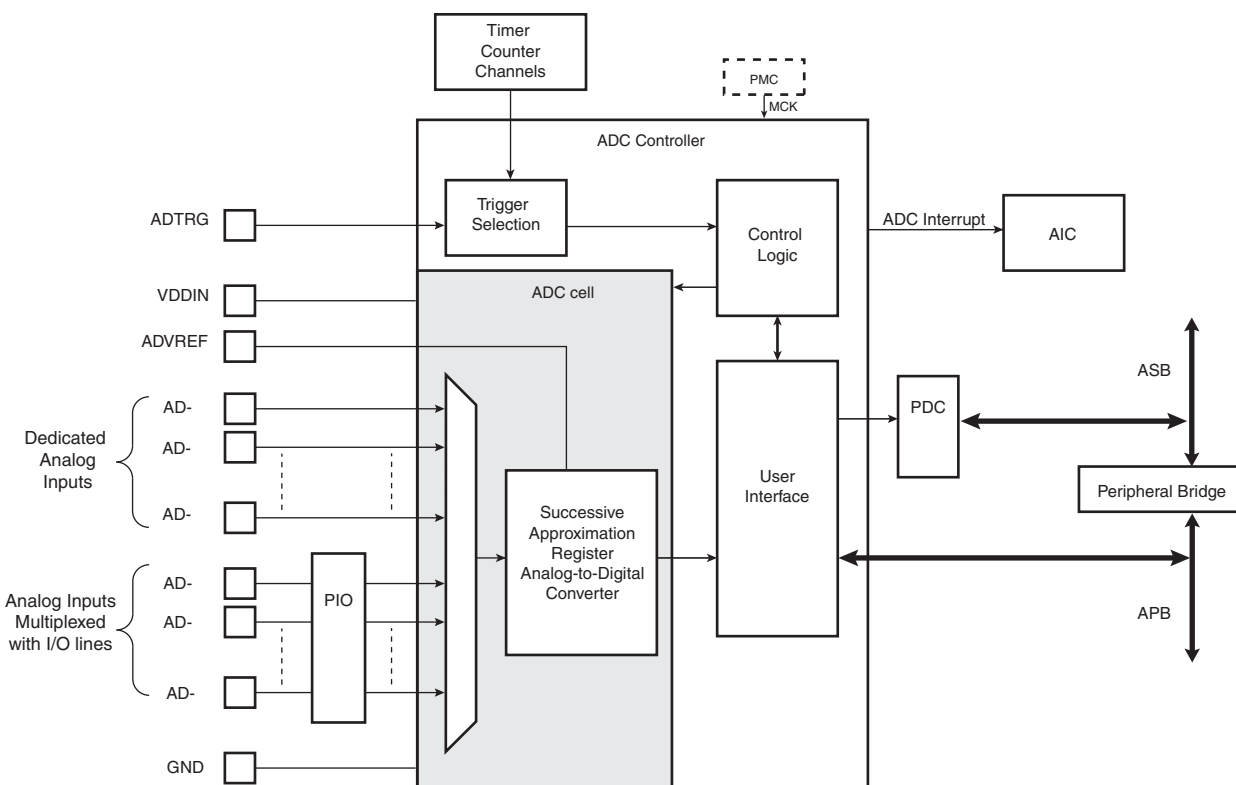 Timer
Counter
Channels
PMC
MCK
ADC Controller
ADTRG
Trigger
Selection
Control
Logic
ADC Interrupt
AIC
VDDIN
ADC cell
ADVREF
Dedicated
Analog
Inputs
AD-
AD-
AD-
Successive
Approximation
Register
Analog-to-Digital
Converter
User
Interface
PDC
ASB
Peripheral Bridge
APB
Analog Inputs
Multiplexed
with I/O lines
AD-
AD-
AD-
PIO
GND